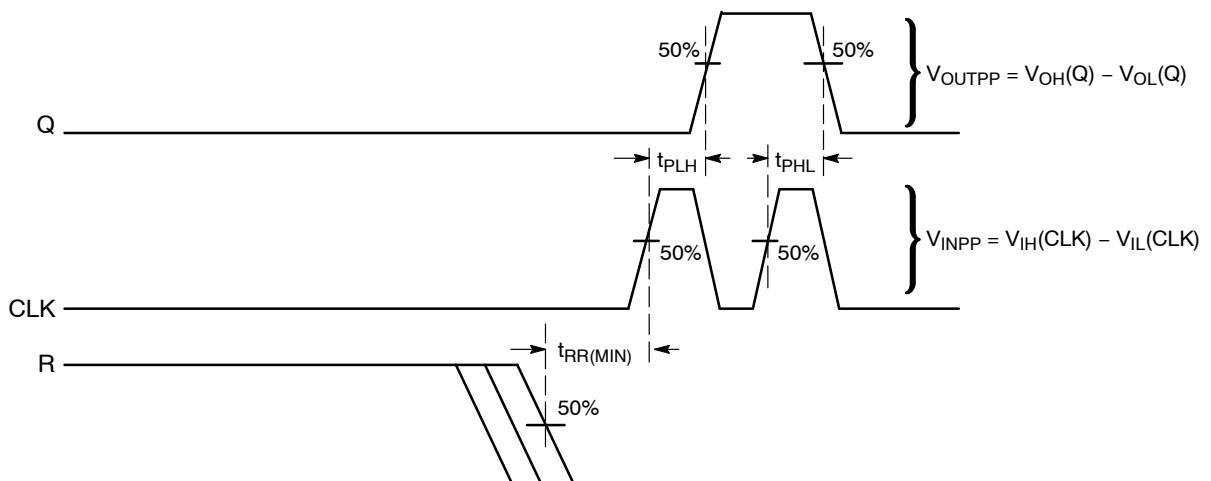 50%
50%
V_OUTPP = V_OH(Q) − V_OL(Q)
Q
t_PLH
t_PHL
50%
50%
V_INPP = V_IH(CLK) − V_IL(CLK)
CLK
t_RR(MIN)
R
50%